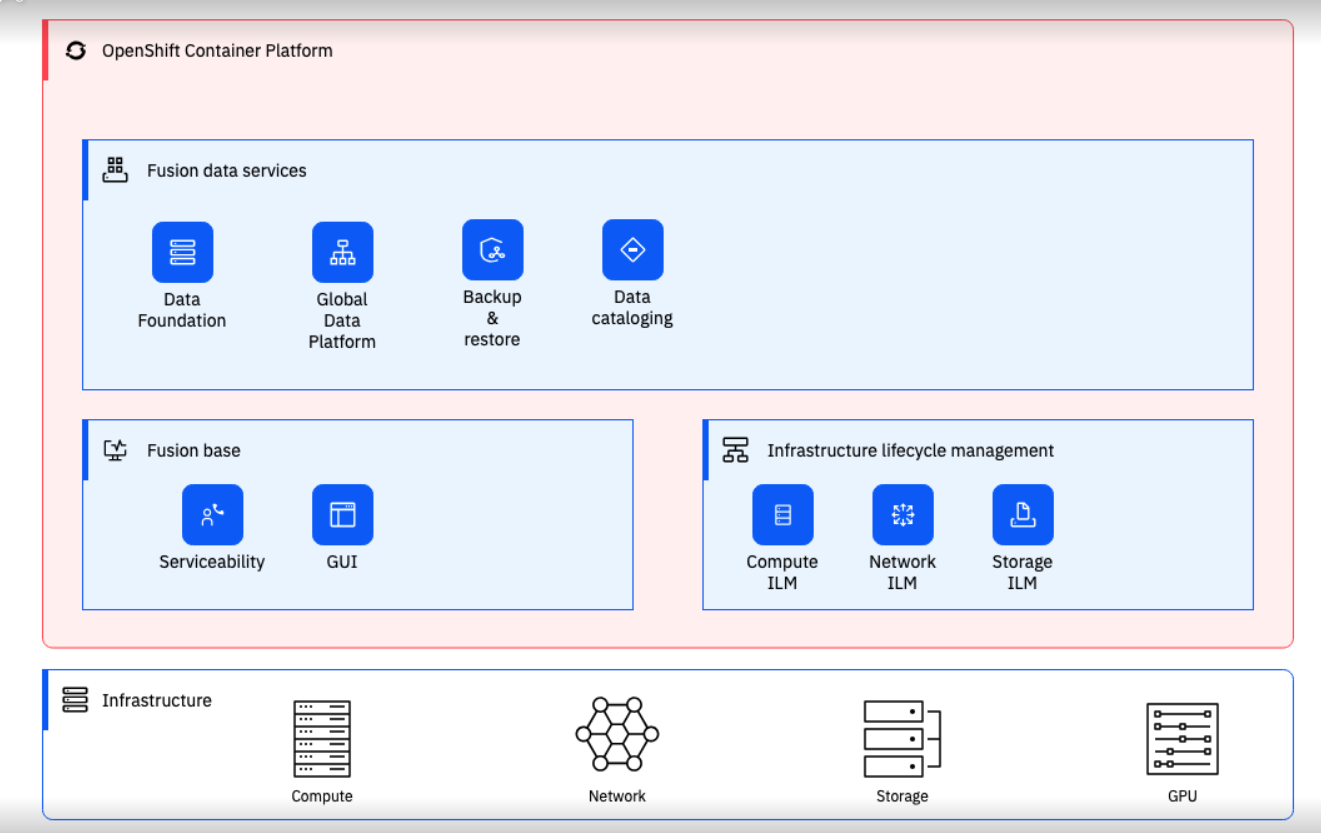 OpenShift Container Platform
Fusion data services
Data
Foundation
Global
Data
Platform
Backup
&
restore
Data
cataloging
Fusion base
Serviceability
GUI
Infrastructure lifecycle management
Compute
ILM
Network
ILM
Storage
ILM
Infrastructure
Compute
Network
Storage
GPU